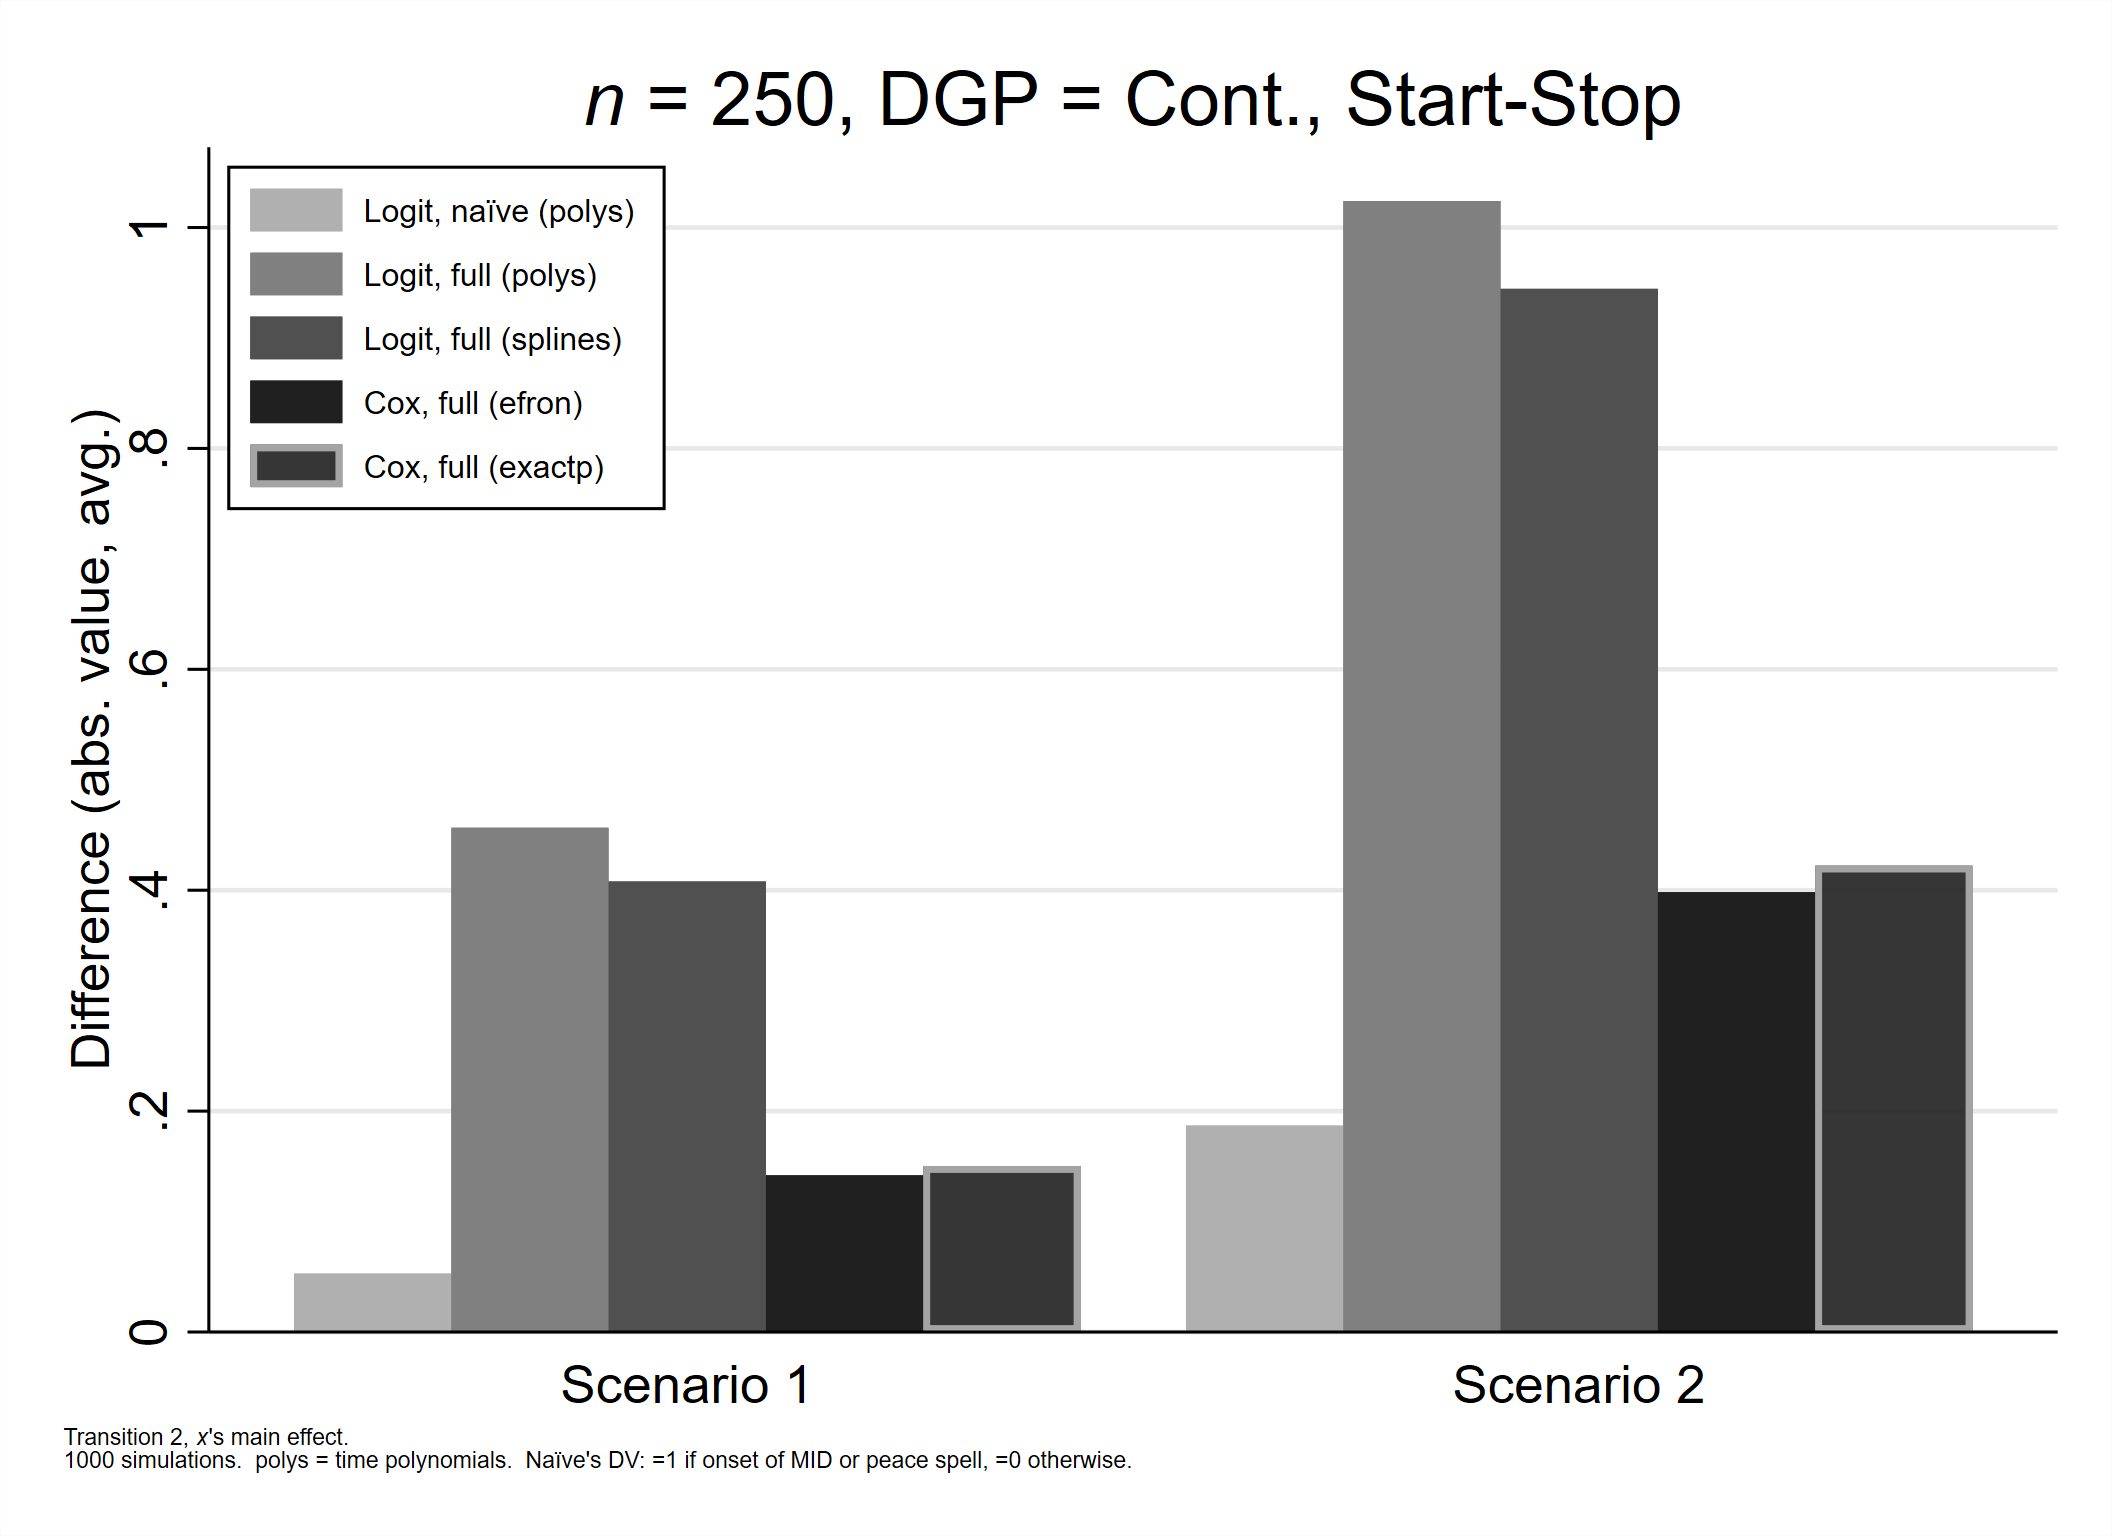 n = 250, DGP = Cont., Start-Stop
Logit, naïve (polys)
Logit, full (polys)
Logit, full (splines)
Cox, full (efron)
Cox, full (exactp)
Difference (abs. value, avg.)
1
.8
.6
.4
.2
0
Scenario 1
Scenario 2
Transition 2, x's main effect.
1000 simulations.  polys = time polynomials.  Naïve's DV: =1 if onset of MID or peace spell, =0 otherwise.